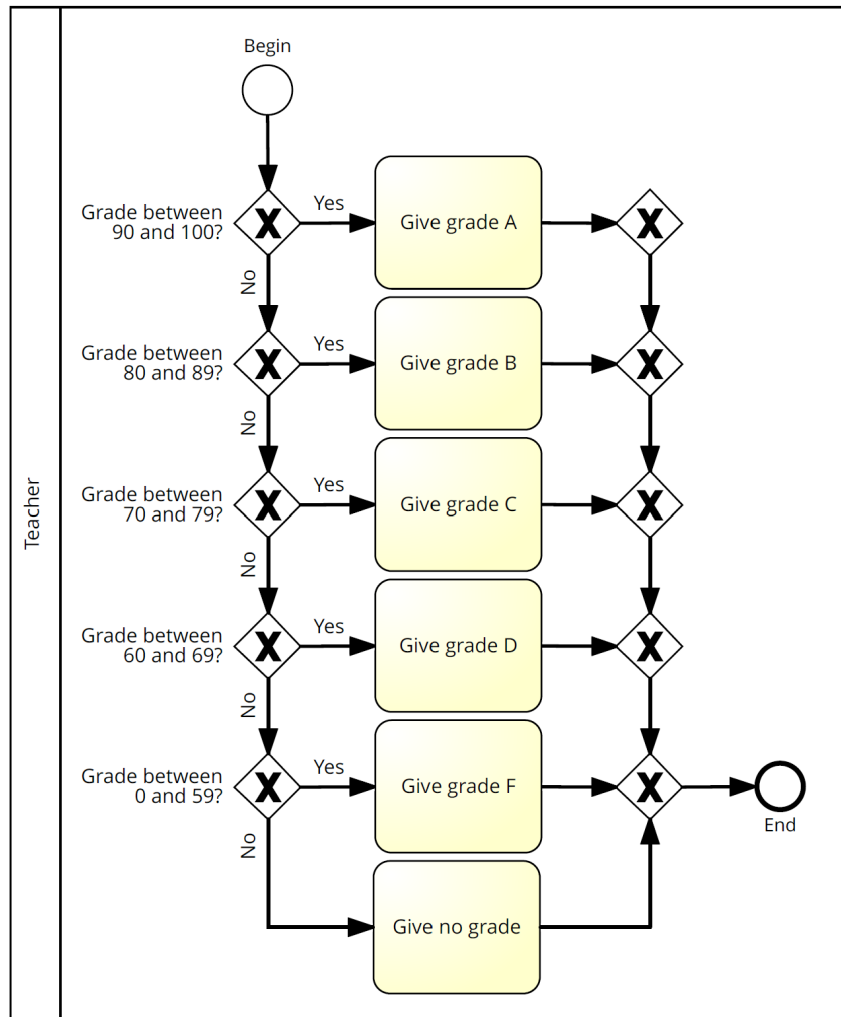 Begin
Grade between
90 and 100?
Yes
Give grade A
X
X
No
Grade between
80 and 89?
Yes
Give grade B
X
X
No
Grade between
70 and 79?
Yes
Give grade C
X
X
No
Teacher
Grade between
60 and 69?
Yes
Give grade D
X
X
No
Grade between
0 and 59?
Yes
Give grade F
X
X
End
No
Give no grade